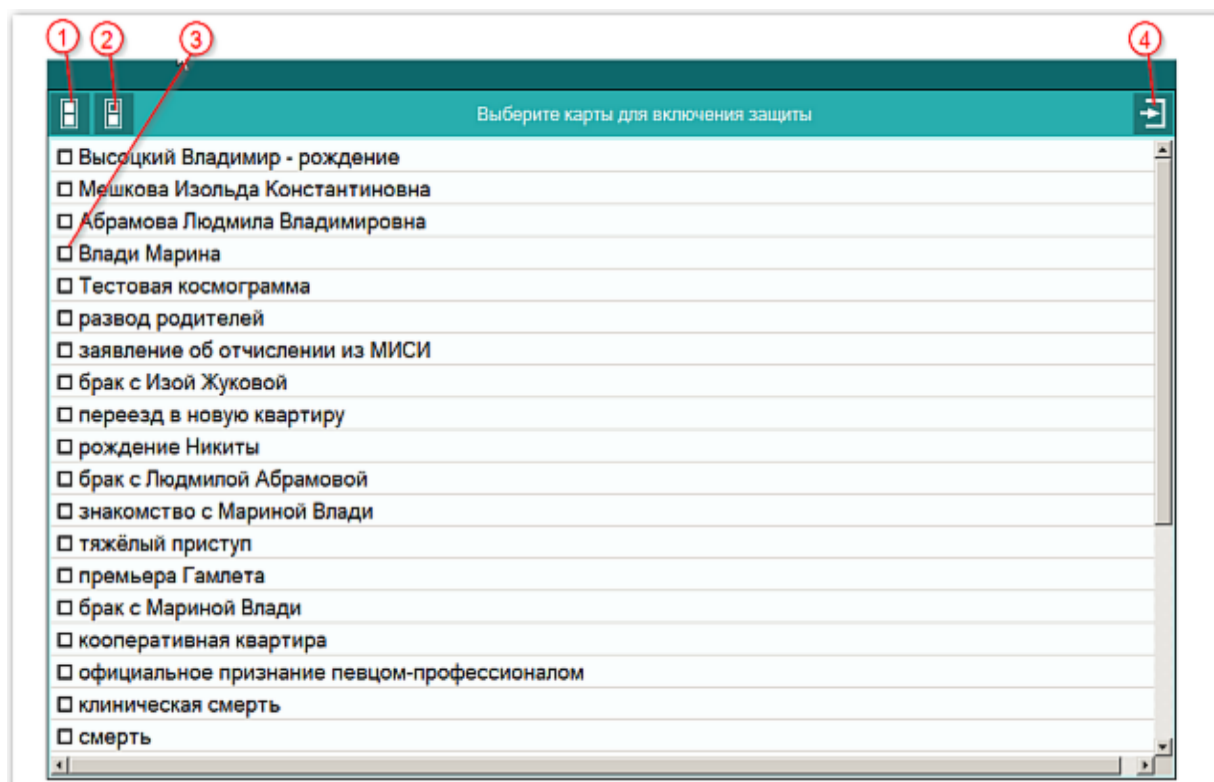 1 2 3 4
Выберите карты для включения защиты
Высоцкий Владимир - рождение
Мешкова Изольда Константиновна
Абрамова Людмила Владимировна
Влади Марина
Тестовая космограмма
развод родителей
заявление об отчислении из МИСИ
брак с Изой Жуковой
переезд в новую квартиру
рождение Никиты
брак с Людмилой Абрамовой
знакомство с Мариной Влади
тяжёлый приступ
премьера Гамлета
брак с Мариной Влади
кооперативная квартира
официальное признание певцом-профессионалом
клиническая смерть
смерть